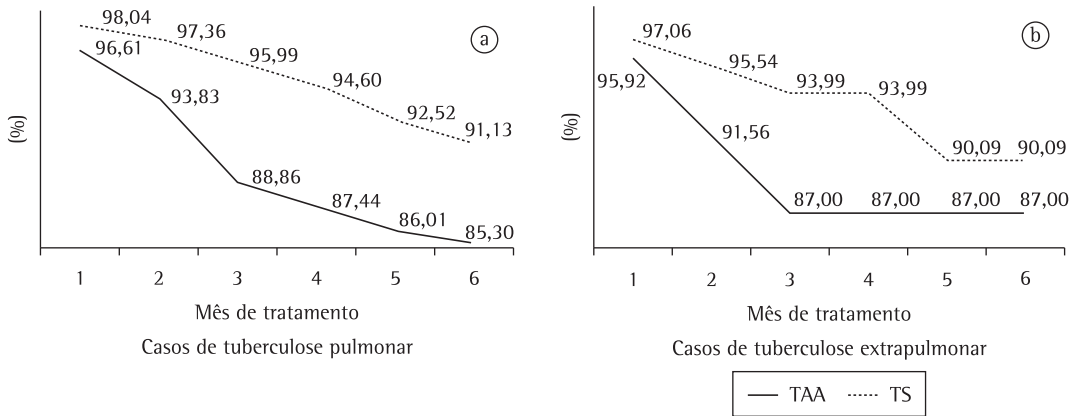 (%)
98,04
97,36
95,99
94,60
92,52
91,13
96,61
93,83
88,86
87,44
86,01
85,30
a
1 2 3 4 5 6
Mês de tratamento
Casos de tuberculose pulmonar
(%)
97,06
95,54
93,99
93,99
90,09
90,09
95,92
91,56
87,00
87,00
87,00
87,00
b
1 2 3 4 5 6
Mês de tratamento
Casos de tuberculose extrapulmonar
TAA TS